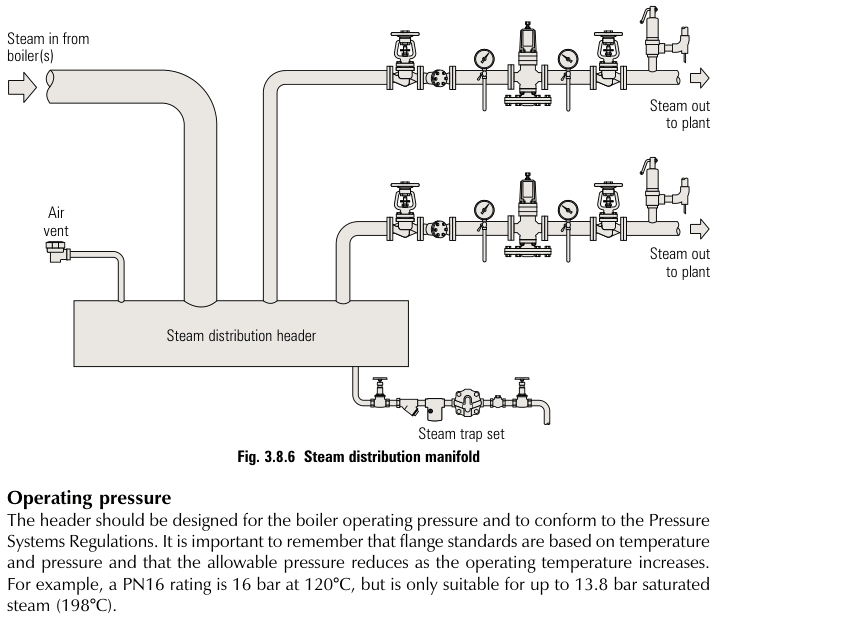 Steam in from
boiler(s)
Steam out
to plant
Air
vent
Steam out
to plant
Steam distribution header
Steam trap set
Fig. 3.8.6  Steam distribution manifold
Operating pressure
The header should be designed for the boiler operating pressure and to conform to the Pressure
Systems Regulations. It is important to remember that flange standards are based on temperature
and pressure and that the allowable pressure reduces as the operating temperature increases.
For example, a PN16 rating is 16 bar at 120°C, but is only suitable for up to 13.8 bar saturated
steam (198°C).